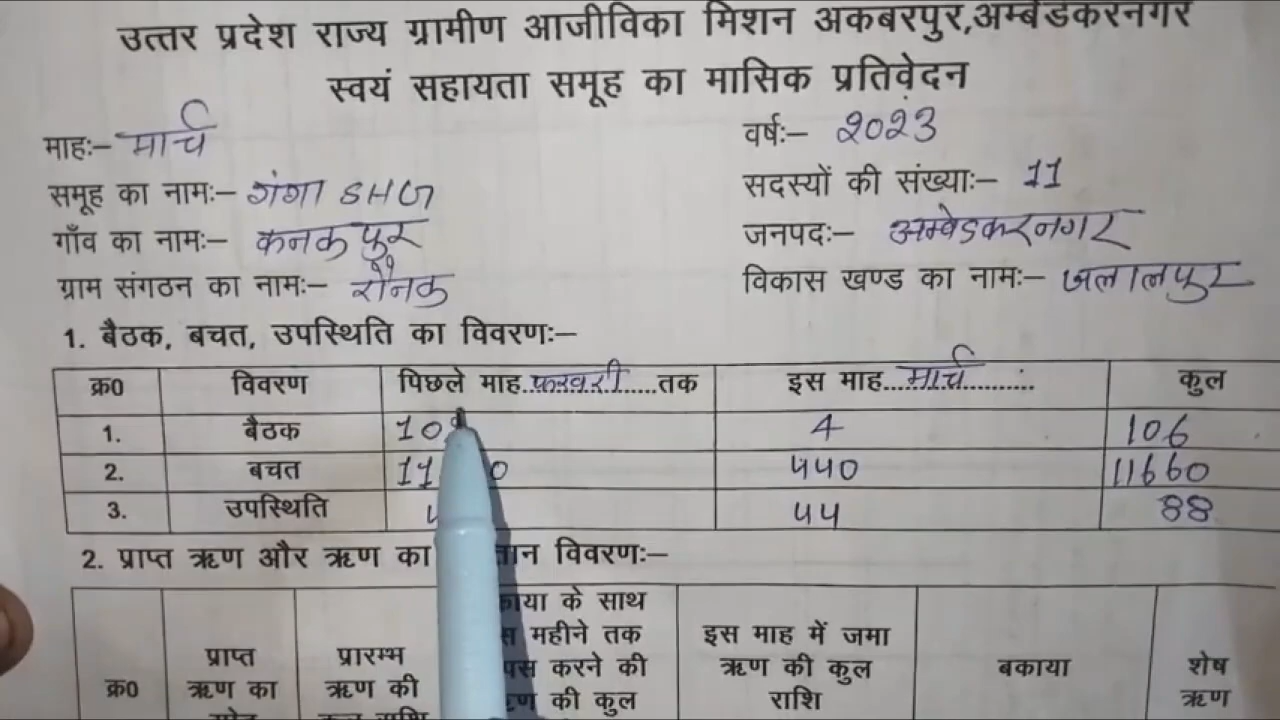 उत्तर प्रदेश राज्य ग्रामीण आजीविका मिशन अकबरपुर,अम्बेडकरनगर
स्वयं सहायता समूह का मासिक प्रतिवेदन
माहः– मार्च वर्षः– 2023
समूह का नामः– गंगा SHG सदस्यों की संख्याः– 11
गाँव का नामः– कनकपुर जनपदः– अम्बेडकरनगर
ग्राम संगठन का नामः– रौनक विकास खण्ड का नामः– जलालपुर
1. बैठक, बचत, उपस्थिति का विवरणः–
क्र0 विवरण पिछले माह..फरवरी......तक इस माह...मार्च........... कुल
1. बैठक 4 106
2. बचत 440 11660
3. उपस्थिति 44 88
2. प्राप्त ऋण और ऋण का विवरणः–
के साथ
महीने तक इस माह में जमा
प्राप्त प्रारम्भ करने की ऋण की कुल बकाया शेष
क्र0 ऋण का ऋण की की कुल राशि ऋण